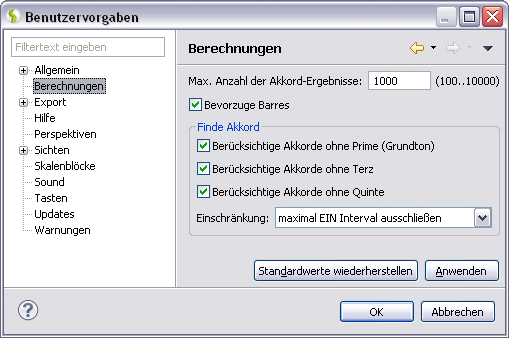 Benutzervorgaben
Filtertext eingeben
Allgemein
Berechnungen
Export
Hilfe
Perspektiven
Sichten
Skalenblöcke
Sound
Tasten
Updates
Warnungen
Berechnungen
Max. Anzahl der Akkord-Ergebnisse: 1000 (100..10000)
Bevorzuge Barres
Finde Akkord
Berücksichtige Akkorde ohne Prime (Grundton)
Berücksichtige Akkorde ohne Terz
Berücksichtige Akkorde ohne Quinte
Einschränkung: maximal EIN Interval ausschließen
Standardwerte wiederherstellen Anwenden
OK Abbrechen